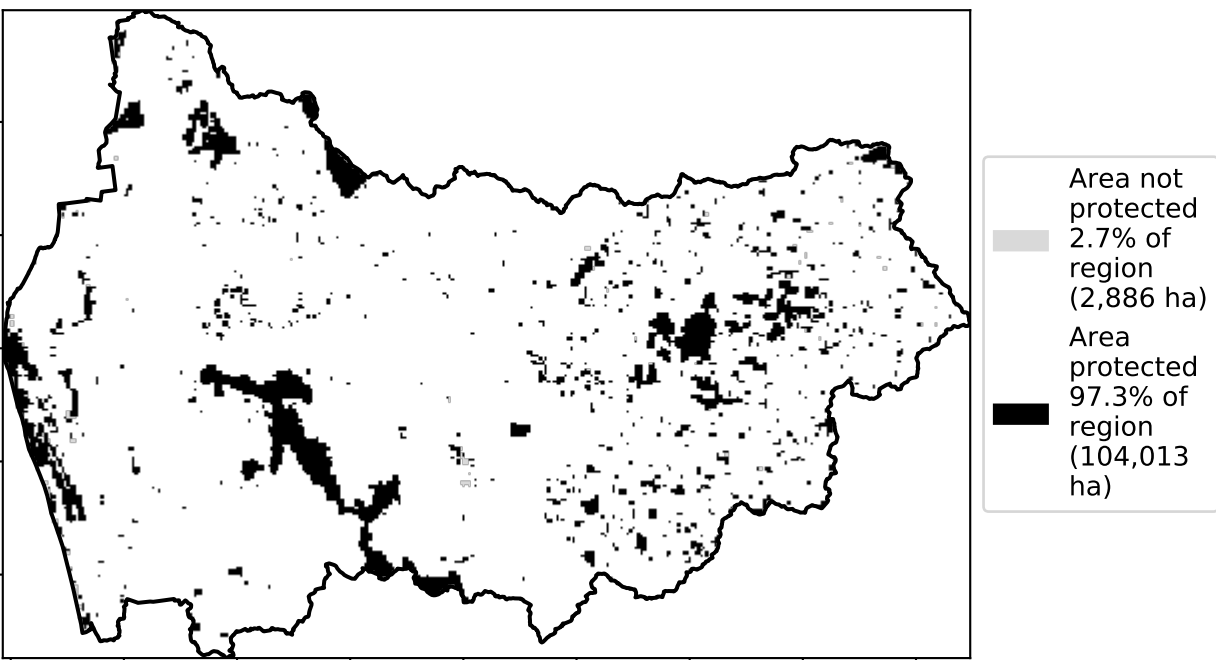 Area not
protected
2.7% of
region
(2,886 ha)
Area
protected
97.3% of
region
(104,013
ha)